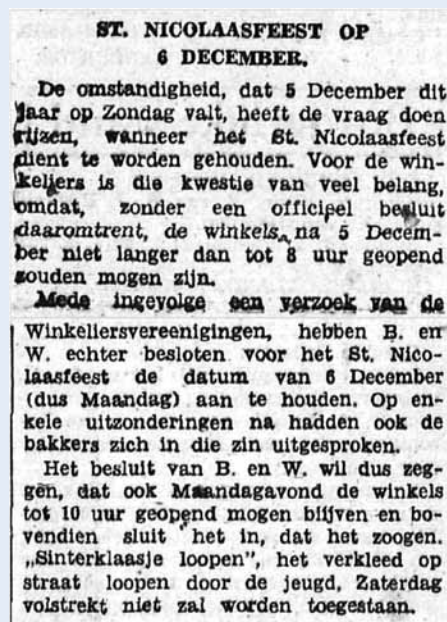 ST. NICOLAASFEEST OP
6 DECEMBER.
De omstandigheid, dat 5 December dit
jaar op Zondag valt, heeft de vraag doen
rijzen, wanneer het St. Nicolaasfeest
dient te worden gehouden. Voor de win-
keliers is die kwestie van veel belang,
omdat, zonder een officieel besluit
daaromtrent, de winkels na 5 Decem-
ber niet langer dan tot 8 uur geopend
zouden mogen zijn.
Mede ingevolge een verzoek van de
Winkeliersvereenigingen, hebben B. en
W. echter besloten voor het St. Nico-
laasfeest de datum van 6 December
(dus Maandag) aan te houden. Op en-
kele uitzonderingen na hadden ook de
bakkers zich in die zin uitgesproken.
Het besluit van B. en W. wil dus zeg-
gen, dat ook Maandagavond de winkels
tot 10 uur geopend mogen blijven en bo-
vendien sluit het in, dat het zoogen.
„Sinterklaasje loopen”, het verkleed op
straat loopen door de jeugd, Zaterdag
volstrekt niet zal worden toegestaan.